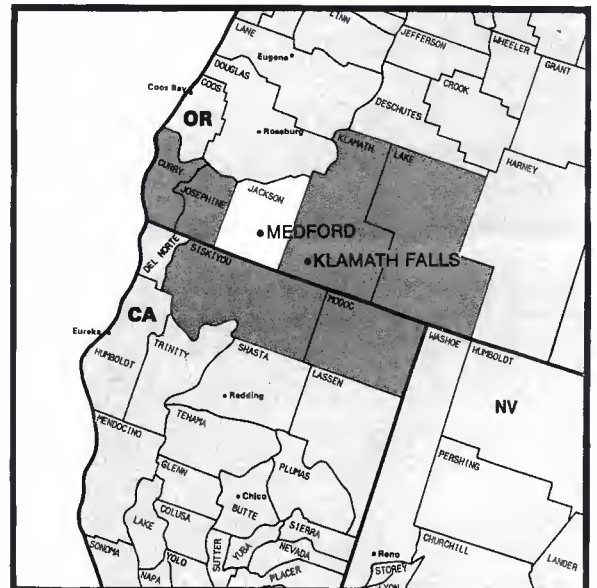 LINN
JEFFERSON
WHEELER
LANE
GRANT
Eugene
DOUGLAS
CROOK
Coos Bay
COOS
DESCHUTES
OR
Roseburg
KLAMATH
LAKE
HARNEY
CURRY
JOSEPHINE
JACKSON
MEDFORD
KLAMATH FALLS
DEL NORTE
SISKIYOU
MODOC
CA
WASHOE
HUMBOLDT
Eureka
TRINITY
SHASTA
HUMBOLDT
LASSEN
Redding
NV
TEHAMA
MENDOCINO
PERSHING
GLENN
PLUMAS
Chico
BUTTE
COLUSA
LAKE
SIERRA
CHURCHILL
LANDER
SONOMA
SUTTER
YUBA
NEVADA
Reno
STOREY
NAPA
YOLO
PLACER
LYON